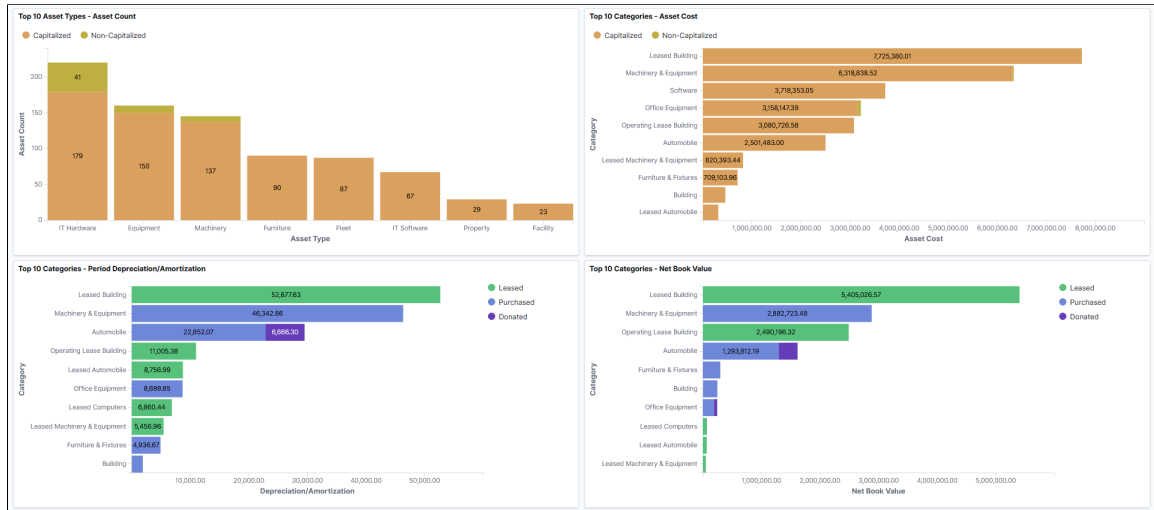 Top 10 Asset Types - Asset Count
Capitalized Non-Capitalized
Asset Count
200
150
100
50
0
41
179
150
137
90
87
67
29
23
IT Hardware Equipment Machinery Furniture Fleet IT Software Property Facility
Asset Type
Top 10 Categories - Asset Cost
Capitalized Non-Capitalized
Category
Leased Building 7,725,380.01
Machinery & Equipment 6,318,838.52
Software 3,718,353.05
Office Equipment 3,158,147.39
Operating Lease Building 3,080,726.58
Automobile 2,501,483.00
Leased Machinery & Equipment 820,393.44
Furniture & Fixtures 709,103.96
Building
Leased Automobile
1,000,000.00 2,000,000.00 3,000,000.00 4,000,000.00 5,000,000.00 6,000,000.00 7,000,000.00 8,000,000.00
Asset Cost
Top 10 Categories - Period Depreciation/Amortization
Leased
Purchased
Donated
Category
Leased Building 52,677.63
Machinery & Equipment 46,342.86
Automobile 22,852.07 6,666.30
Operating Lease Building 11,005.38
Leased Automobile 8,756.99
Office Equipment 8,699.85
Leased Computers 6,860.44
Leased Machinery & Equipment 5,456.96
Furniture & Fixtures 4,936.67
Building
10,000.00 20,000.00 30,000.00 40,000.00 50,000.00
Depreciation/Amortization
Top 10 Categories - Net Book Value
Leased
Purchased
Donated
Category
Leased Building 5,405,026.57
Machinery & Equipment 2,882,723.48
Operating Lease Building 2,490,196.32
Automobile 1,293,812.19
Furniture & Fixtures
Building
Office Equipment
Leased Computers
Leased Automobile
Leased Machinery & Equipment
1,000,000.00 2,000,000.00 3,000,000.00 4,000,000.00 5,000,000.00
Net Book Value